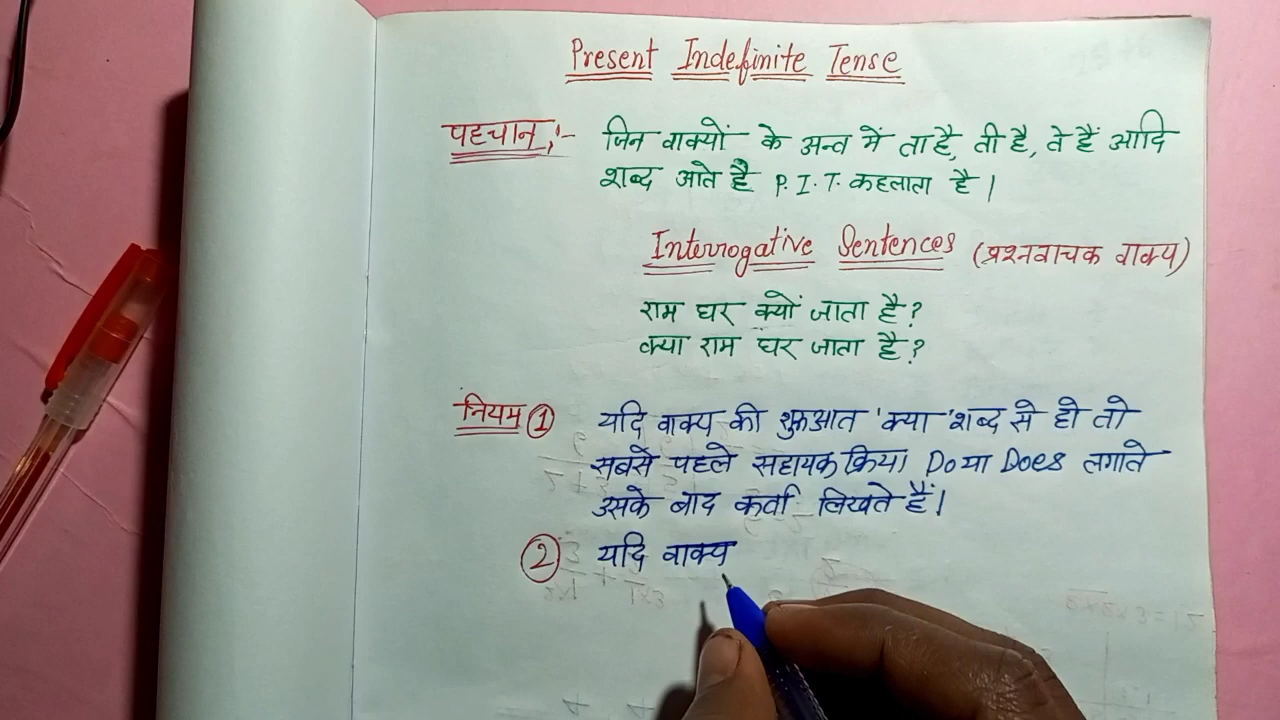 Present Indefinite Tense
पहचान :- जिन वाक्यों के अन्त में ता है, ती है, ते हैं आदि
शब्द आते है P.I.T. कहलाता है।
Interrogative Sentences (प्रश्नवाचक वाक्य)
राम घर क्यों जाता है?
क्या राम घर जाता है?
नियम ① यदि वाक्य की शुरुआत 'क्या' शब्द से हो तो
सबसे पहले सहायक क्रिया Do या Does लगाते
उसके बाद कर्ता लिखते हैं।
② यदि वाक्य